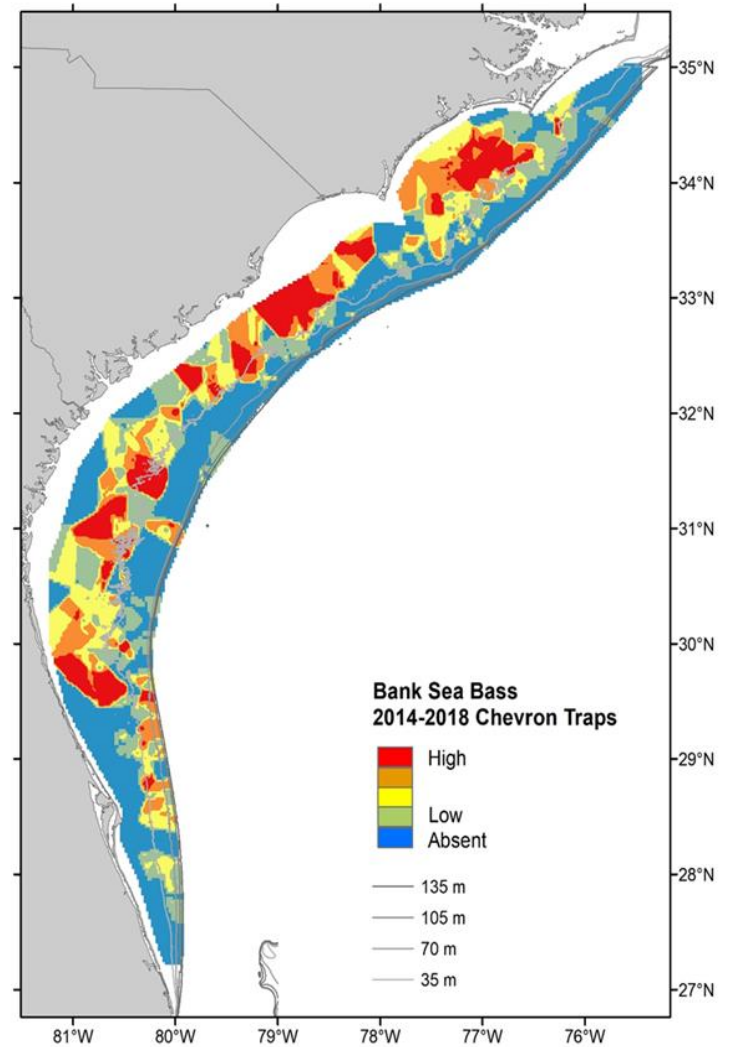 35°N
34°N
33°N
32°N
31°N
30°N
Bank Sea Bass
2014-2018 Chevron Traps
High
29°N
Low
Absent
28°N
135 m
105 m
70 m
35 m
27°N
81°W 80°W 79°W 78°W 77°W 76°W